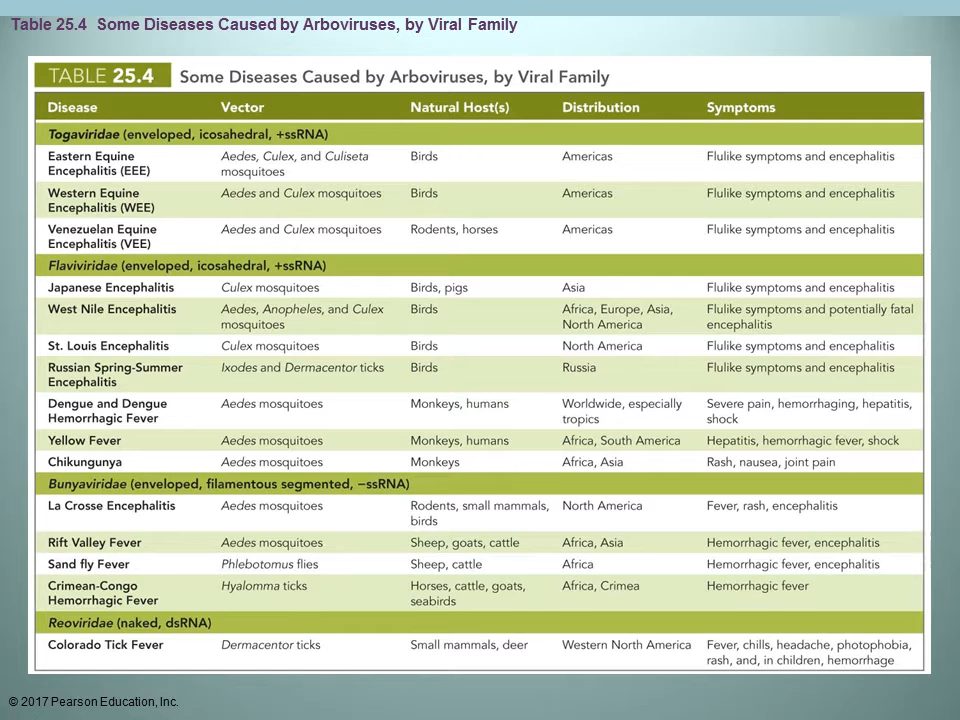 Table 25.4 Some Diseases Caused by Arboviruses, by Viral Family
TABLE 25.4 Some Diseases Caused by Arboviruses, by Viral Family
Disease Vector Natural Host(s) Distribution Symptoms
Togaviridae (enveloped, icosahedral, +ssRNA)
Eastern Equine Aedes, Culex, and Culiseta Birds Americas Flulike symptoms and encephalitis
Encephalitis (EEE) mosquitoes
Western Equine Aedes and Culex mosquitoes Birds Americas Flulike symptoms and encephalitis
Encephalitis (WEE)
Venezuelan Equine Aedes and Culex mosquitoes Rodents, horses Americas Flulike symptoms and encephalitis
Encephalitis (VEE)
Flaviviridae (enveloped, icosahedral, +ssRNA)
Japanese Encephalitis Culex mosquitoes Birds, pigs Asia Flulike symptoms and encephalitis
West Nile Encephalitis Aedes, Anopheles, and Culex Birds Africa, Europe, Asia, Flulike symptoms and potentially fatal
mosquitoes North America encephalitis
St. Louis Encephalitis Culex mosquitoes Birds North America Flulike symptoms and encephalitis
Russian Spring-Summer Ixodes and Dermacentor ticks Birds Russia Flulike symptoms and encephalitis
Encephalitis
Dengue and Dengue Aedes mosquitoes Monkeys, humans Worldwide, especially Severe pain, hemorrhaging, hepatitis,
Hemorrhagic Fever tropics shock
Yellow Fever Aedes mosquitoes Monkeys, humans Africa, South America Hepatitis, hemorrhagic fever, shock
Chikungunya Aedes mosquitoes Monkeys Africa, Asia Rash, nausea, joint pain
Bunyaviridae (enveloped, filamentous segmented, −ssRNA)
La Crosse Encephalitis Aedes mosquitoes Rodents, small mammals, North America Fever, rash, encephalitis
birds
Rift Valley Fever Aedes mosquitoes Sheep, goats, cattle Africa, Asia Hemorrhagic fever, encephalitis
Sand fly Fever Phlebotomus flies Sheep, cattle Africa Hemorrhagic fever, encephalitis
Crimean-Congo Hyalomma ticks Horses, cattle, goats, Africa, Crimea Hemorrhagic fever
Hemorrhagic Fever seabirds
Reoviridae (naked, dsRNA)
Colorado Tick Fever Dermacentor ticks Small mammals, deer Western North America Fever, chills, headache, photophobia,
rash, and, in children, hemorrhage
© 2017 Pearson Education, Inc.